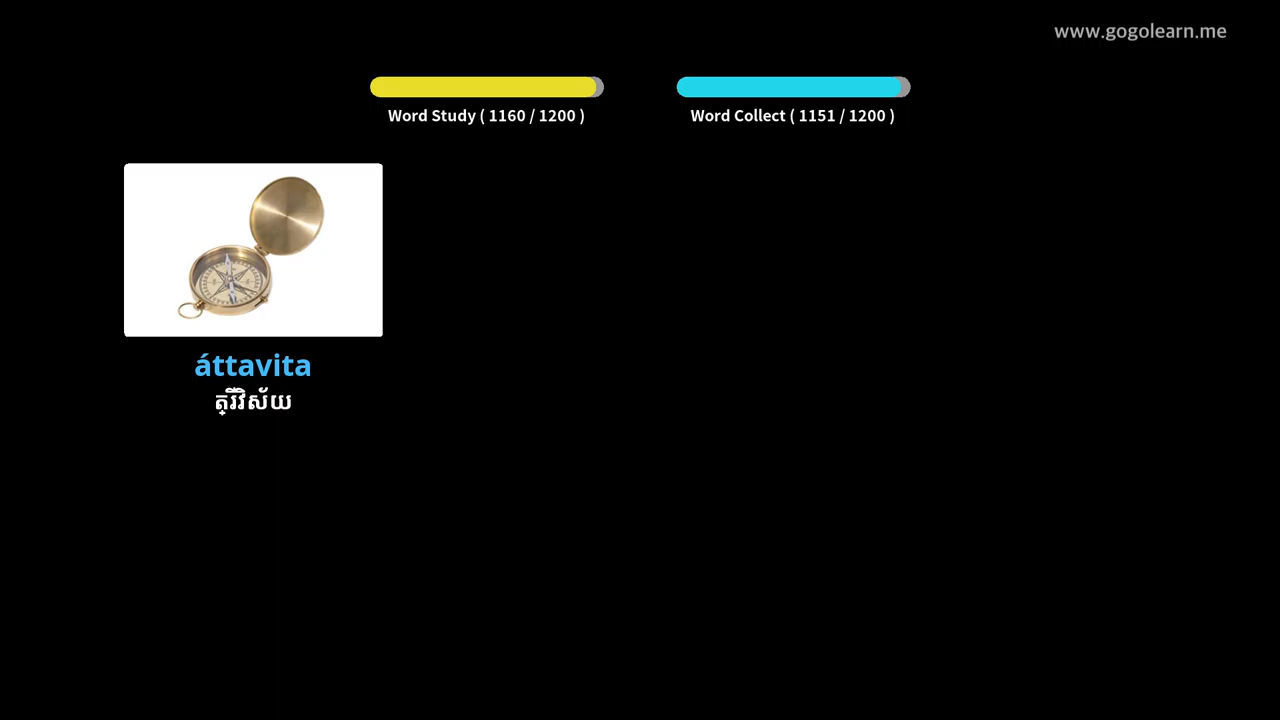 www.gogolearn.me
Word Study ( 1160 / 1200 )
Word Collect ( 1151 / 1200 )
áttavita
ត្រីវិស័យ